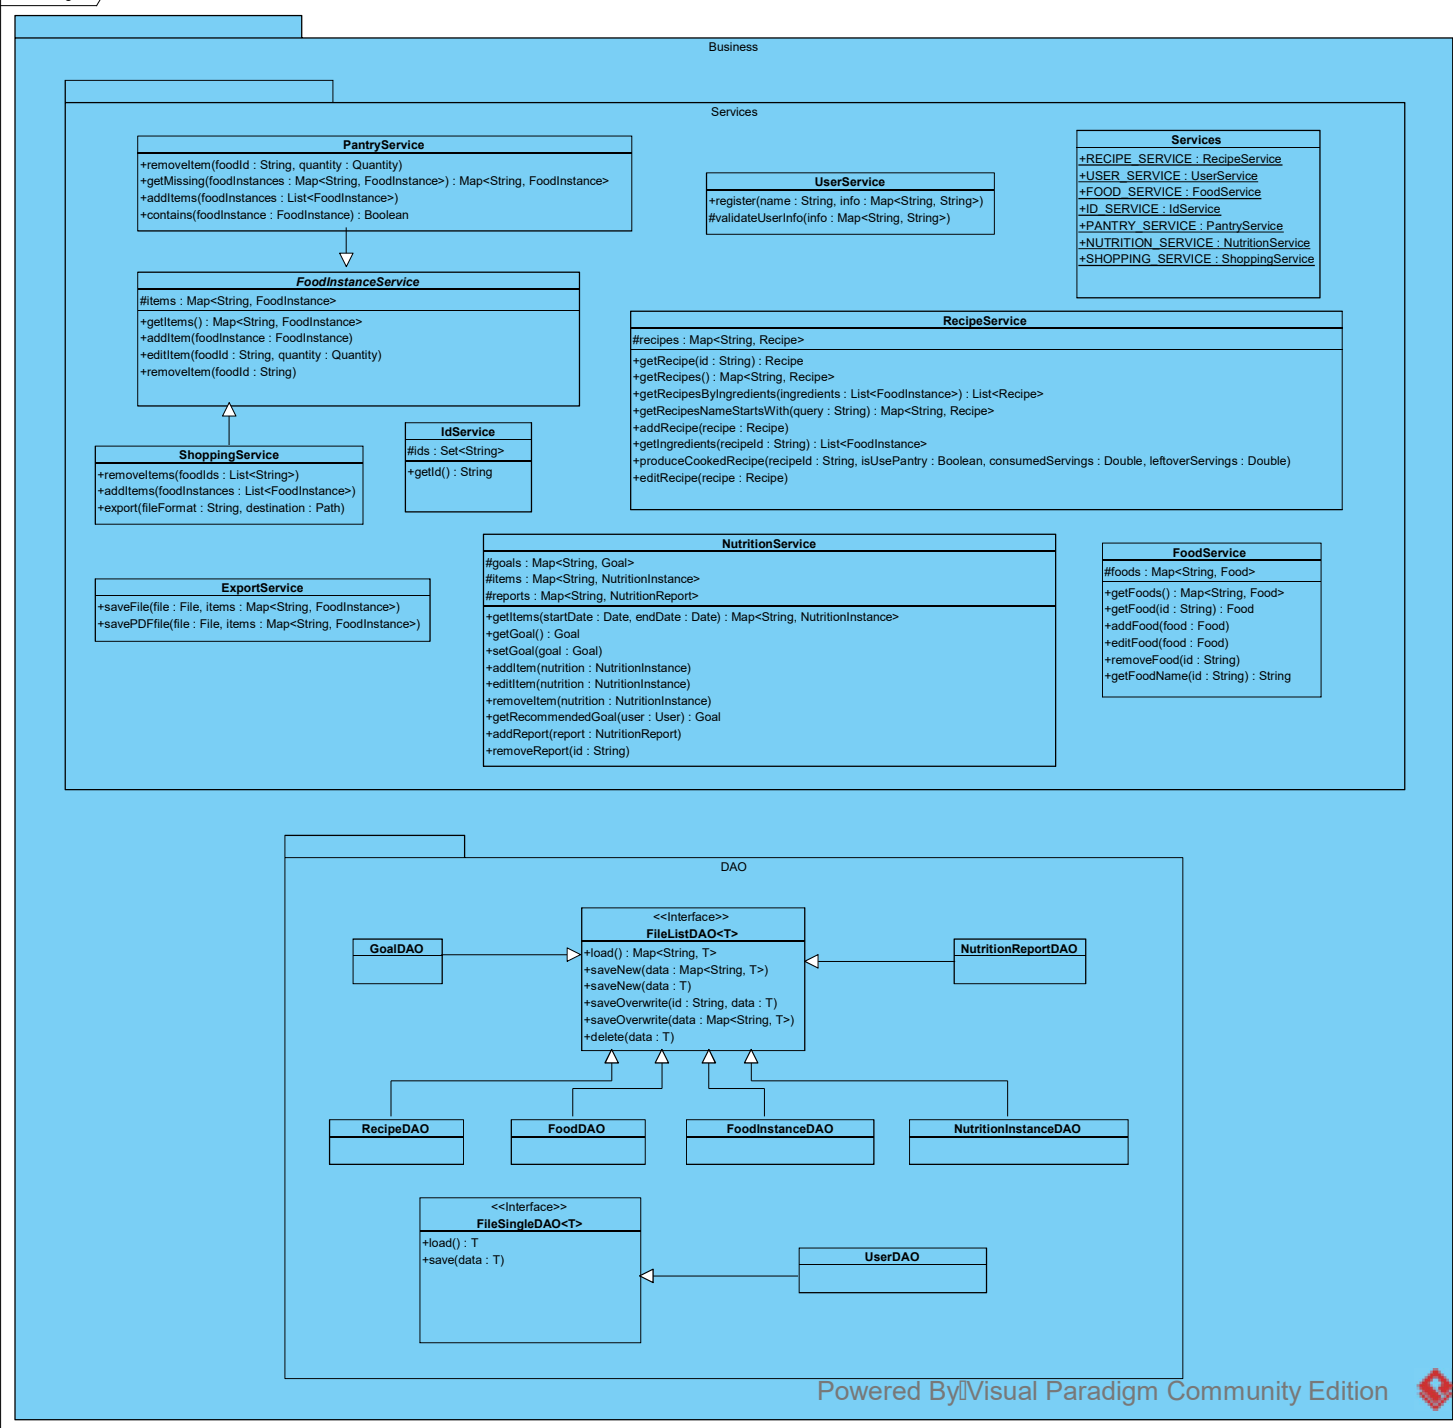 Business
Services
PantryService
+removeItem(foodId : String, quantity : Quantity)
+getMissing(foodInstances : Map<String, FoodInstance>) : Map<String, FoodInstance>
+addItems(foodInstances : List<FoodInstance>)
+contains(foodInstance : FoodInstance) : Boolean
UserService
+register(name : String, info : Map<String, String>)
#validateUserInfo(info : Map<String, String>)
Services
+RECIPE_SERVICE : RecipeService
+USER_SERVICE : UserService
+FOOD_SERVICE : FoodService
+ID_SERVICE : IdService
+PANTRY_SERVICE : PantryService
+NUTRITION_SERVICE : NutritionService
+SHOPPING_SERVICE : ShoppingService
FoodInstanceService
#items : Map<String, FoodInstance>
+getItems() : Map<String, FoodInstance>
+addItem(foodInstance : FoodInstance)
+editItem(foodId : String, quantity : Quantity)
+removeItem(foodId : String)
RecipeService
#recipes : Map<String, Recipe>
+getRecipe(id : String) : Recipe
+getRecipes() : Map<String, Recipe>
+getRecipesByIngredients(ingredients : List<FoodInstance>) : List<Recipe>
+getRecipesNameStartsWith(query : String) : Map<String, Recipe>
+addRecipe(recipe : Recipe)
+getIngredients(recipeId : String) : List<FoodInstance>
+produceCookedRecipe(recipeId : String, isUsePantry : Boolean, consumedServings : Double, leftoverServings : Double)
+editRecipe(recipe : Recipe)
IdService
#ids : Set<String>
+getId() : String
ShoppingService
+removeItems(foodIds : List<String>)
+addItems(foodInstances : List<FoodInstance>)
+export(fileFormat : String, destination : Path)
ExportService
+saveFile(file : File, items : Map<String, FoodInstance>)
+savePDFfile(file : File, items : Map<String, FoodInstance>)
NutritionService
#goals : Map<String, Goal>
#items : Map<String, NutritionInstance>
#reports : Map<String, NutritionReport>
+getItems(startDate : Date, endDate : Date) : Map<String, NutritionInstance>
+getGoal() : Goal
+setGoal(goal : Goal)
+addItem(nutrition : NutritionInstance)
+editItem(nutrition : NutritionInstance)
+removeItem(nutrition : NutritionInstance)
+getRecommendedGoal(user : User) : Goal
+addReport(report : NutritionReport)
+removeReport(id : String)
FoodService
#foods : Map<String, Food>
+getFoods() : Map<String, Food>
+getFood(id : String) : Food
+addFood(food : Food)
+editFood(food : Food)
+removeFood(id : String)
+getFoodName(id : String) : String
DAO
<<Interface>>
FileListDAO<T>
+load() : Map<String, T>
+saveNew(data : Map<String, T>)
+saveNew(data : T)
+saveOverwrite(id : String, data : T)
+saveOverwrite(data : Map<String, T>)
+delete(data : T)
GoalDAO
NutritionReportDAO
RecipeDAO
FoodDAO
FoodInstanceDAO
NutritionInstanceDAO
<<Interface>>
FileSingleDAO<T>
+load() : T
+save(data : T)
UserDAO
Powered By Visual Paradigm Community Edition